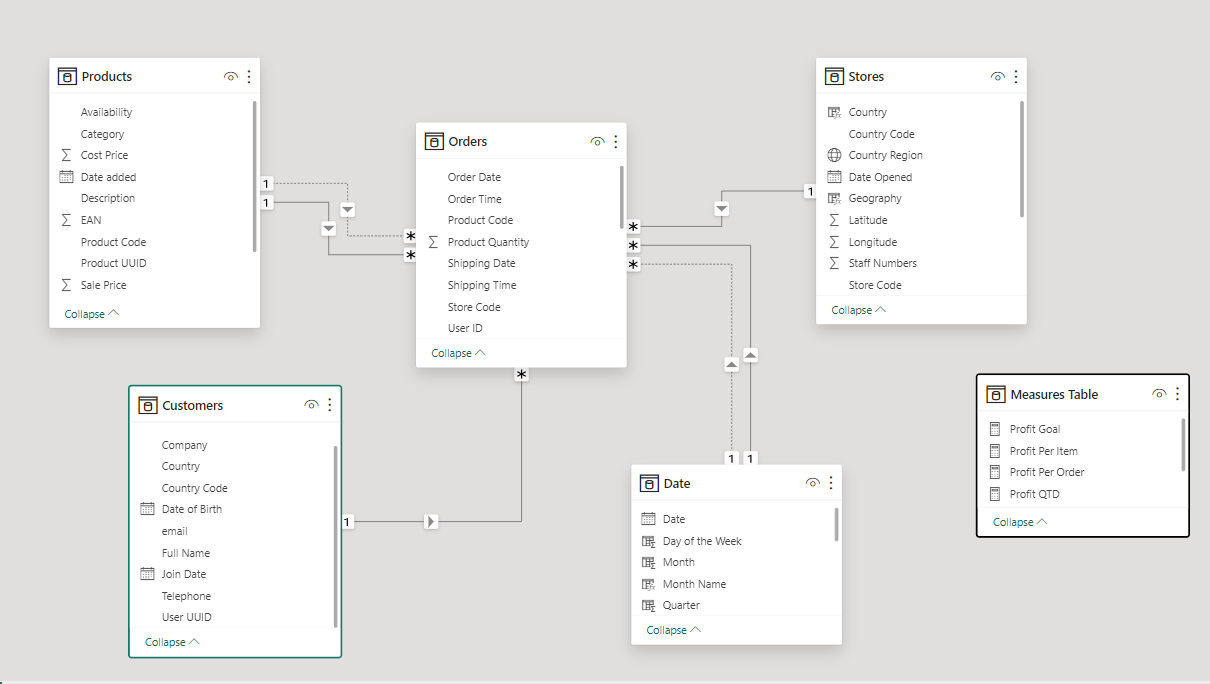 Products
Availability
Category
Cost Price
Date added
Description
EAN
Product Code
Product UUID
Sale Price
Collapse
1
1
*
*
Orders
Order Date
Order Time
Product Code
Product Quantity
Shipping Date
Shipping Time
Store Code
User ID
Collapse
*
*
*
*
1
Stores
Country
Country Code
Country Region
Date Opened
Geography
Latitude
Longitude
Staff Numbers
Store Code
Collapse
Customers
Company
Country
Country Code
Date of Birth
email
Full Name
Join Date
Telephone
User UUID
Collapse
1
1 1
Date
Date
Day of the Week
Month
Month Name
Quarter
Collapse
Measures Table
Profit Goal
Profit Per Item
Profit Per Order
Profit QTD
Collapse